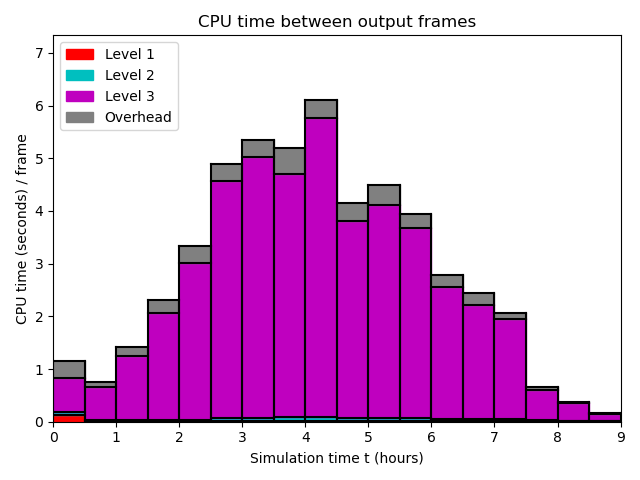 CPU time between output frames
Level 1
Level 2
Level 3
Overhead
CPU time (seconds) / frame
7
6
5
4
3
2
1
0
0 1 2 3 4 5 6 7 8 9
Simulation time t (hours)